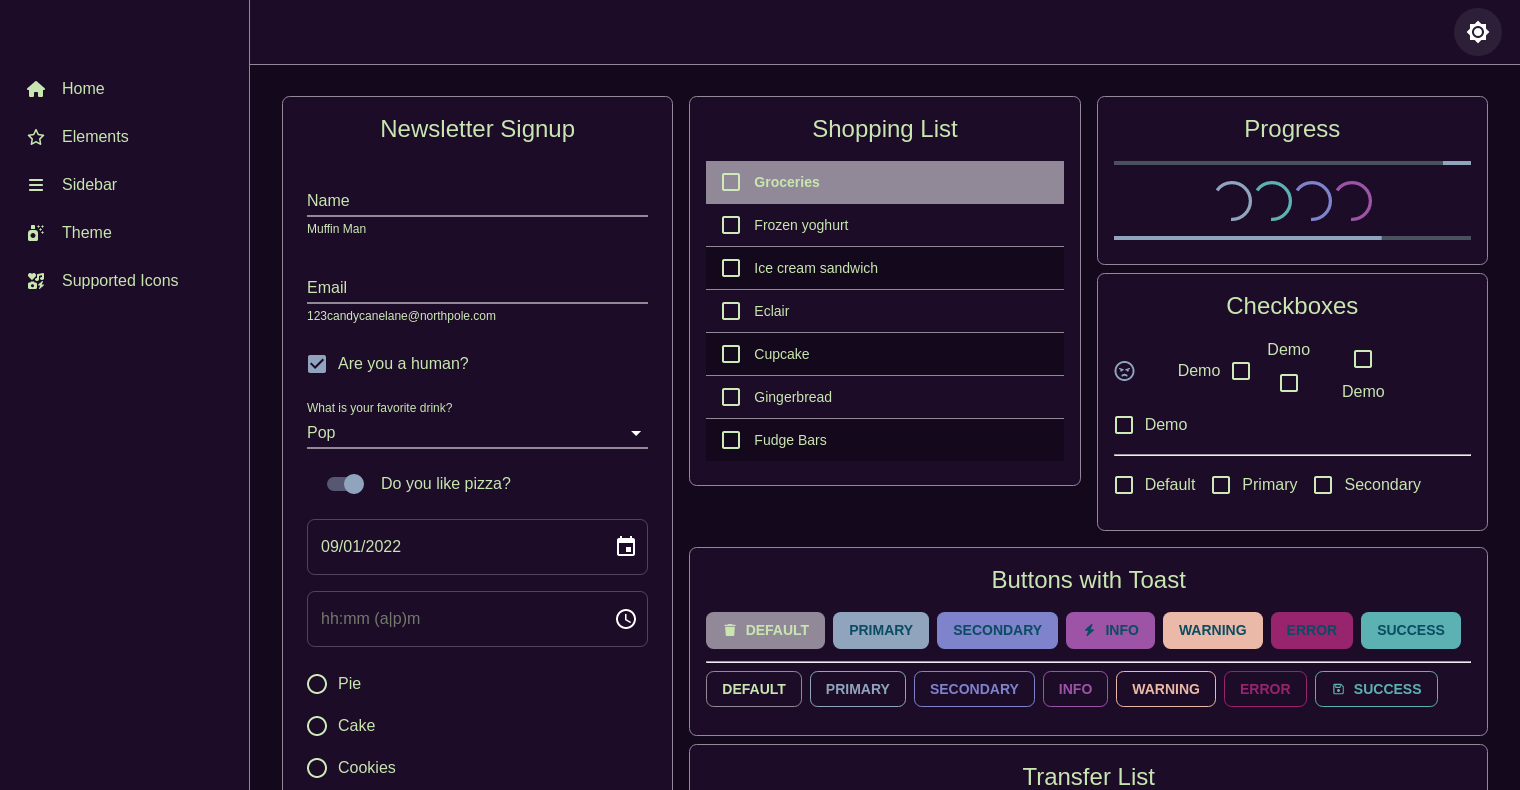 Home
Elements
Sidebar
Theme
Supported Icons
Newsletter Signup
Name
Muffin Man
Email
123candycanelane@northpole.com
Are you a human?
What is your favorite drink?
Pop
Do you like pizza?
09/01/2022
hh:mm (a|p)m
Pie
Cake
Cookies
Shopping List
Groceries
Frozen yoghurt
Ice cream sandwich
Eclair
Cupcake
Gingerbread
Fudge Bars
Progress
Checkboxes
Demo
Demo
Demo
Demo
Default Primary Secondary
Buttons with Toast
DEFAULT PRIMARY SECONDARY INFO WARNING ERROR SUCCESS
DEFAULT PRIMARY SECONDARY INFO WARNING ERROR SUCCESS
Transfer List